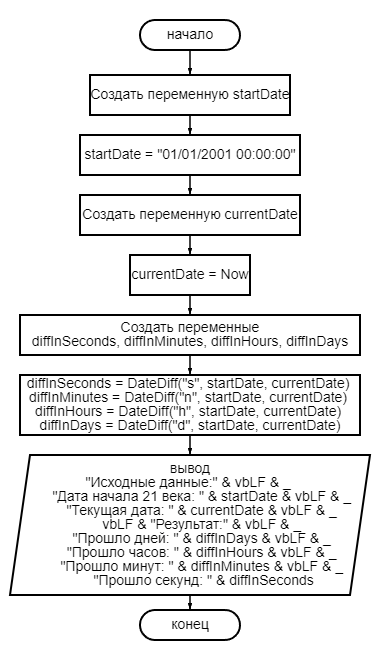 начало
Создать переменную startDate
startDate = "01/01/2001 00:00:00"
Создать переменную currentDate
currentDate = Now
Создать переменные
diffInSeconds, diffInMinutes, diffInHours, diffInDays
diffInSeconds = DateDiff("s", startDate, currentDate)
diffInMinutes = DateDiff("n", startDate, currentDate)
diffInHours = DateDiff("h", startDate, currentDate)
diffInDays = DateDiff("d", startDate, currentDate)
вывод
"Исходные данные:" & vbLF & _
"Дата начала 21 века: " & startDate & vbLF & _
"Текущая дата: " & currentDate & vbLF & _
vbLF & "Результат:" & vbLF & _
"Прошло дней: " & diffInDays & vbLF & _
"Прошло часов: " & diffInHours & vbLF & _
"Прошло минут: " & diffInMinutes & vbLF & _
"Прошло секунд: " & diffInSeconds
конец